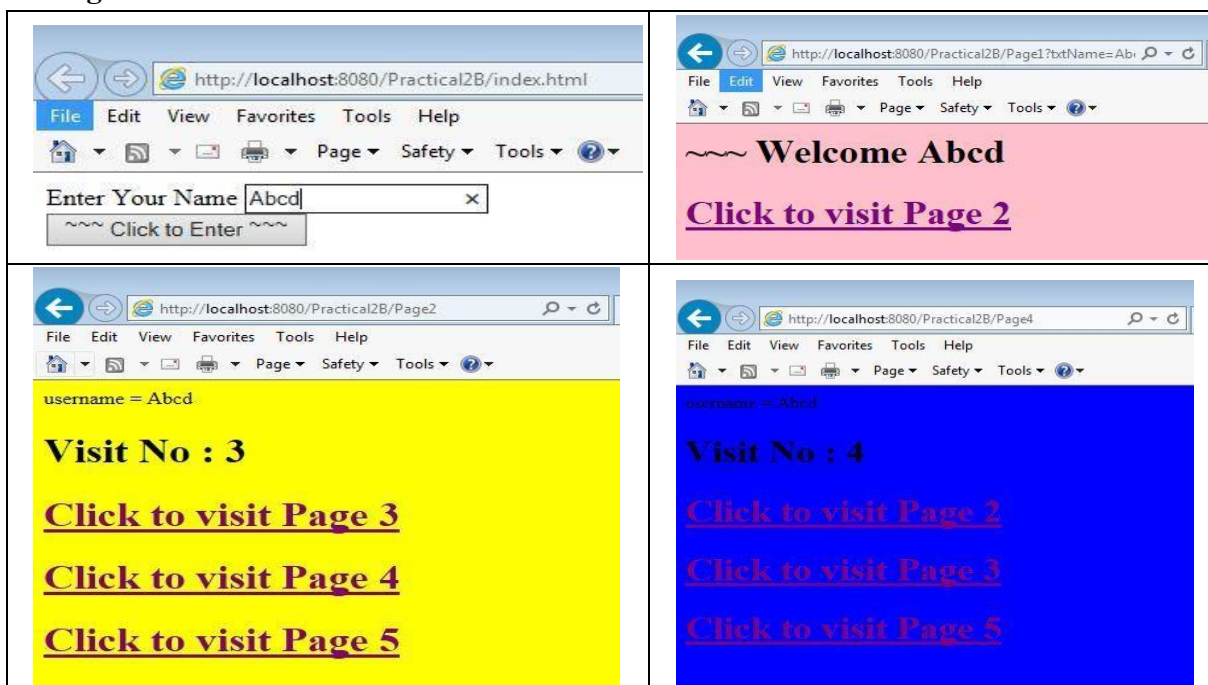 http://localhost:8080/Practical2B/index.html
File Edit View Favorites Tools Help
Page Safety Tools
Enter Your Name Abcd
~~~ Click to Enter ~~~
http://localhost:8080/Practical2B/Page1?txtName=Ab
File Edit View Favorites Tools Help
Page Safety Tools
~~~ Welcome Abcd
Click to visit Page 2
http://localhost:8080/Practical2B/Page2
File Edit View Favorites Tools Help
Page Safety Tools
username = Abcd
Visit No : 3
Click to visit Page 3
Click to visit Page 4
Click to visit Page 5
http://localhost:8080/Practical2B/Page4
File Edit View Favorites Tools Help
Page Safety Tools
username = Abcd
Visit No : 4
Click to visit Page 2
Click to visit Page 3
Click to visit Page 5